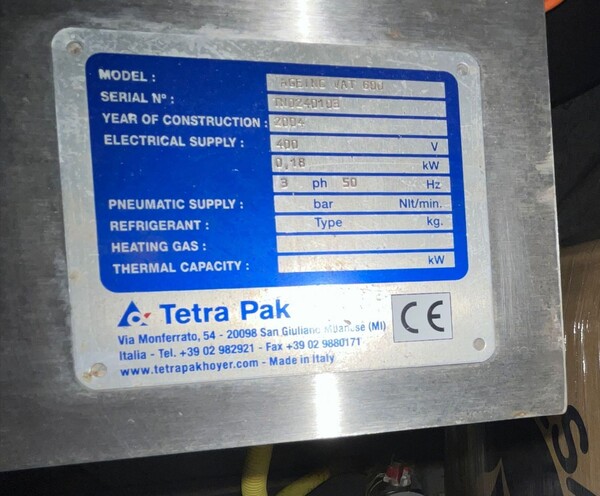 MODEL : AGEING VAT 600
SERIAL N° :
YEAR OF CONSTRUCTION : 2004
ELECTRICAL SUPPLY : 400 V
0,18 kW
3 ph 50 Hz
PNEUMATIC SUPPLY : bar Nlt/min.
REFRIGERANT : Type kg.
HEATING GAS :
THERMAL CAPACITY : kW
Tetra Pak
CE
Via Monferrato, 54 - 20098 San Giuliano Milanese (MI)
Italia - Tel. +39 02 982921 - Fax +39 02 9880171
www.tetrapakhoyer.com - Made in Italy